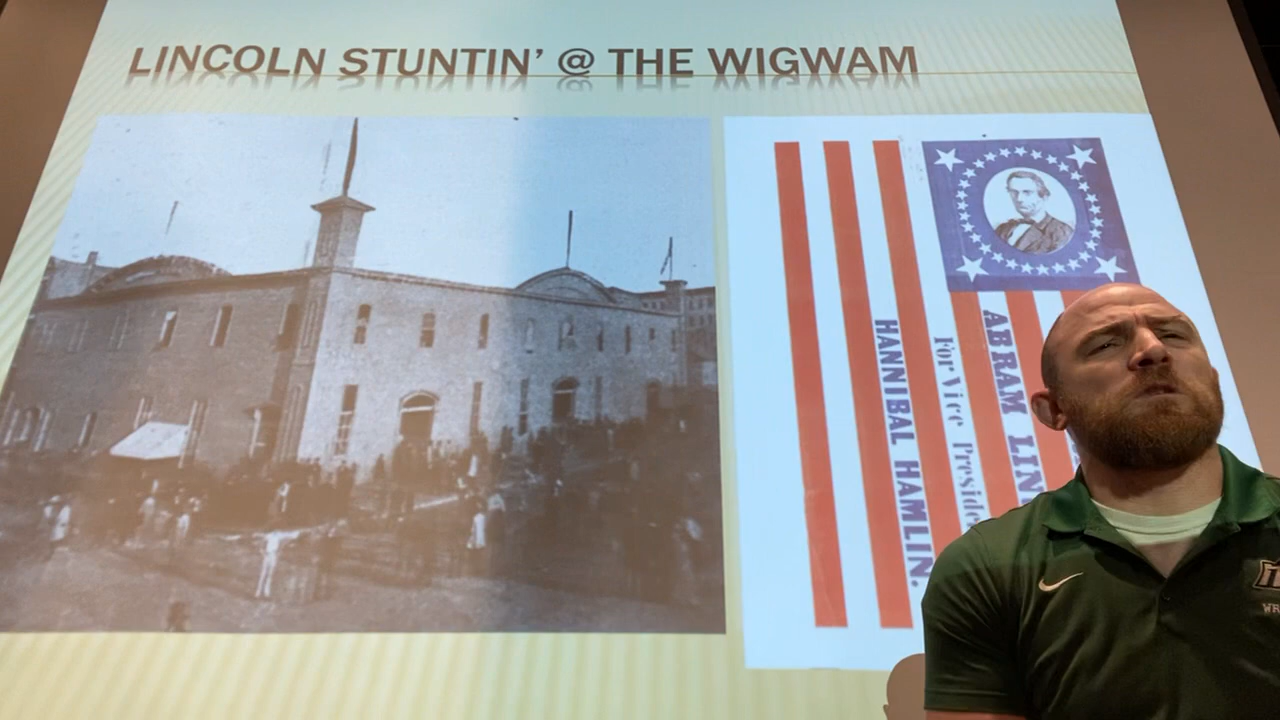 LINCOLN STUNTIN' @ THE WIGWAM
ABRAM LIN
For Vice Preside
HANNIBAL HAMLIN.